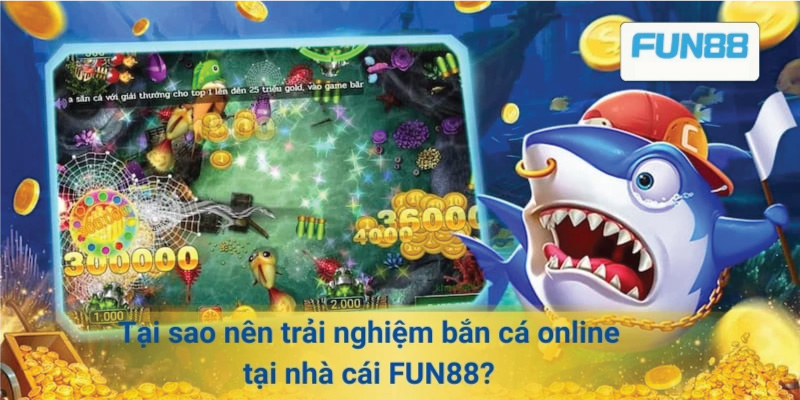 FUN88
a săn cá với giải thưởng cho top 1 lên đến 25 triệu gold, vào game bắn
1800
36000
4000
300000
1.000
2.000
C
Tại sao nên trải nghiệm bắn cá online
tại nhà cái FUN88?